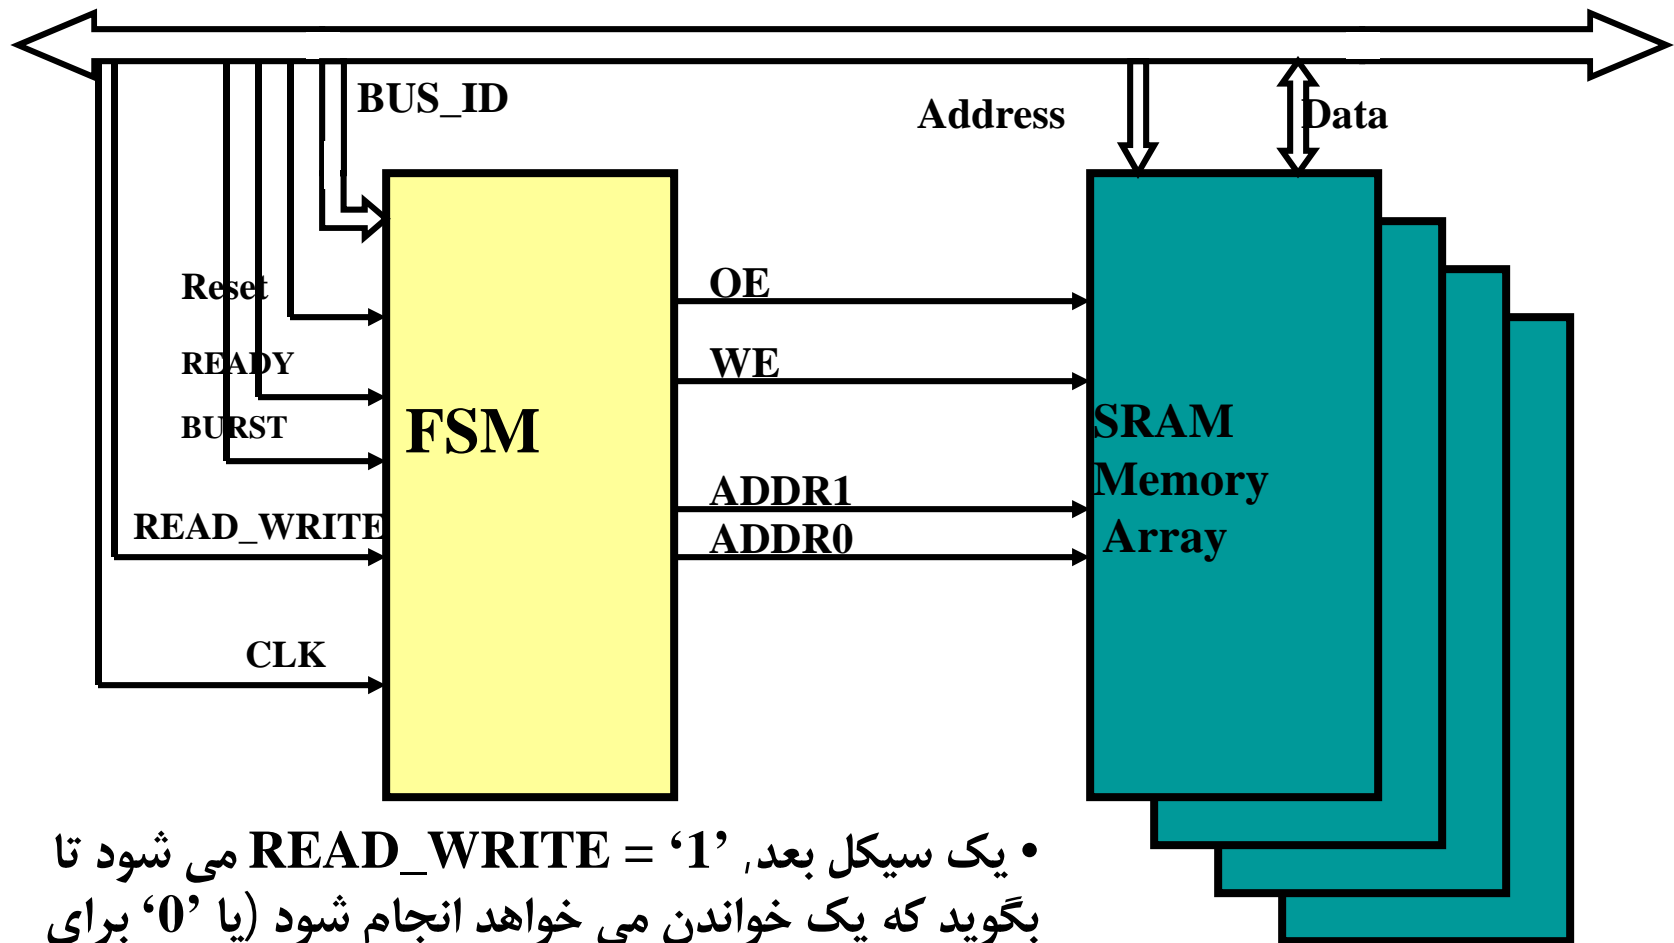 BUS_ID
Address
Data
Reset
OE
READY
WE
BURST
FSM
SRAM
Memory
Array
ADDR1
READ_WRITE
ADDR0
CLK
• یک سیکل بعد, READ_WRITE = ‘1’ می شود تا
بگوید که یک خواندن می خواهد انجام شود (یا ‘0’ برای